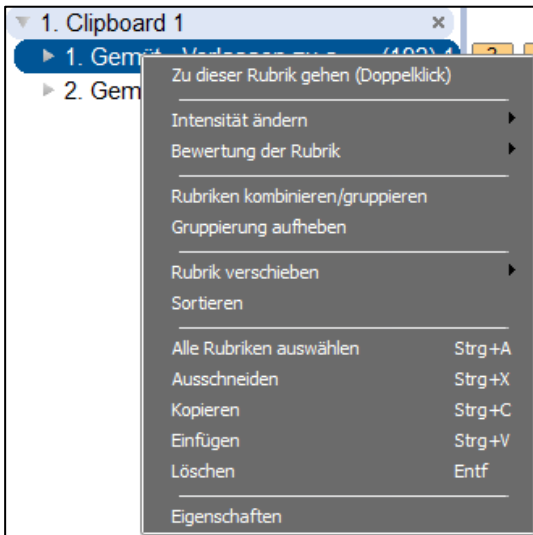 1. Clipboard 1
1. Gemüt
(192) 1
2. Gem
Zu dieser Rubrik gehen (Doppelklick)
Intensität ändern
Bewertung der Rubrik
Rubriken kombinieren/gruppieren
Gruppierung aufheben
Rubrik verschieben
Sortieren
Alle Rubriken auswählen Strg+A
Ausschneiden Strg+X
Kopieren Strg+C
Einfügen Strg+V
Löschen Entf
Eigenschaften